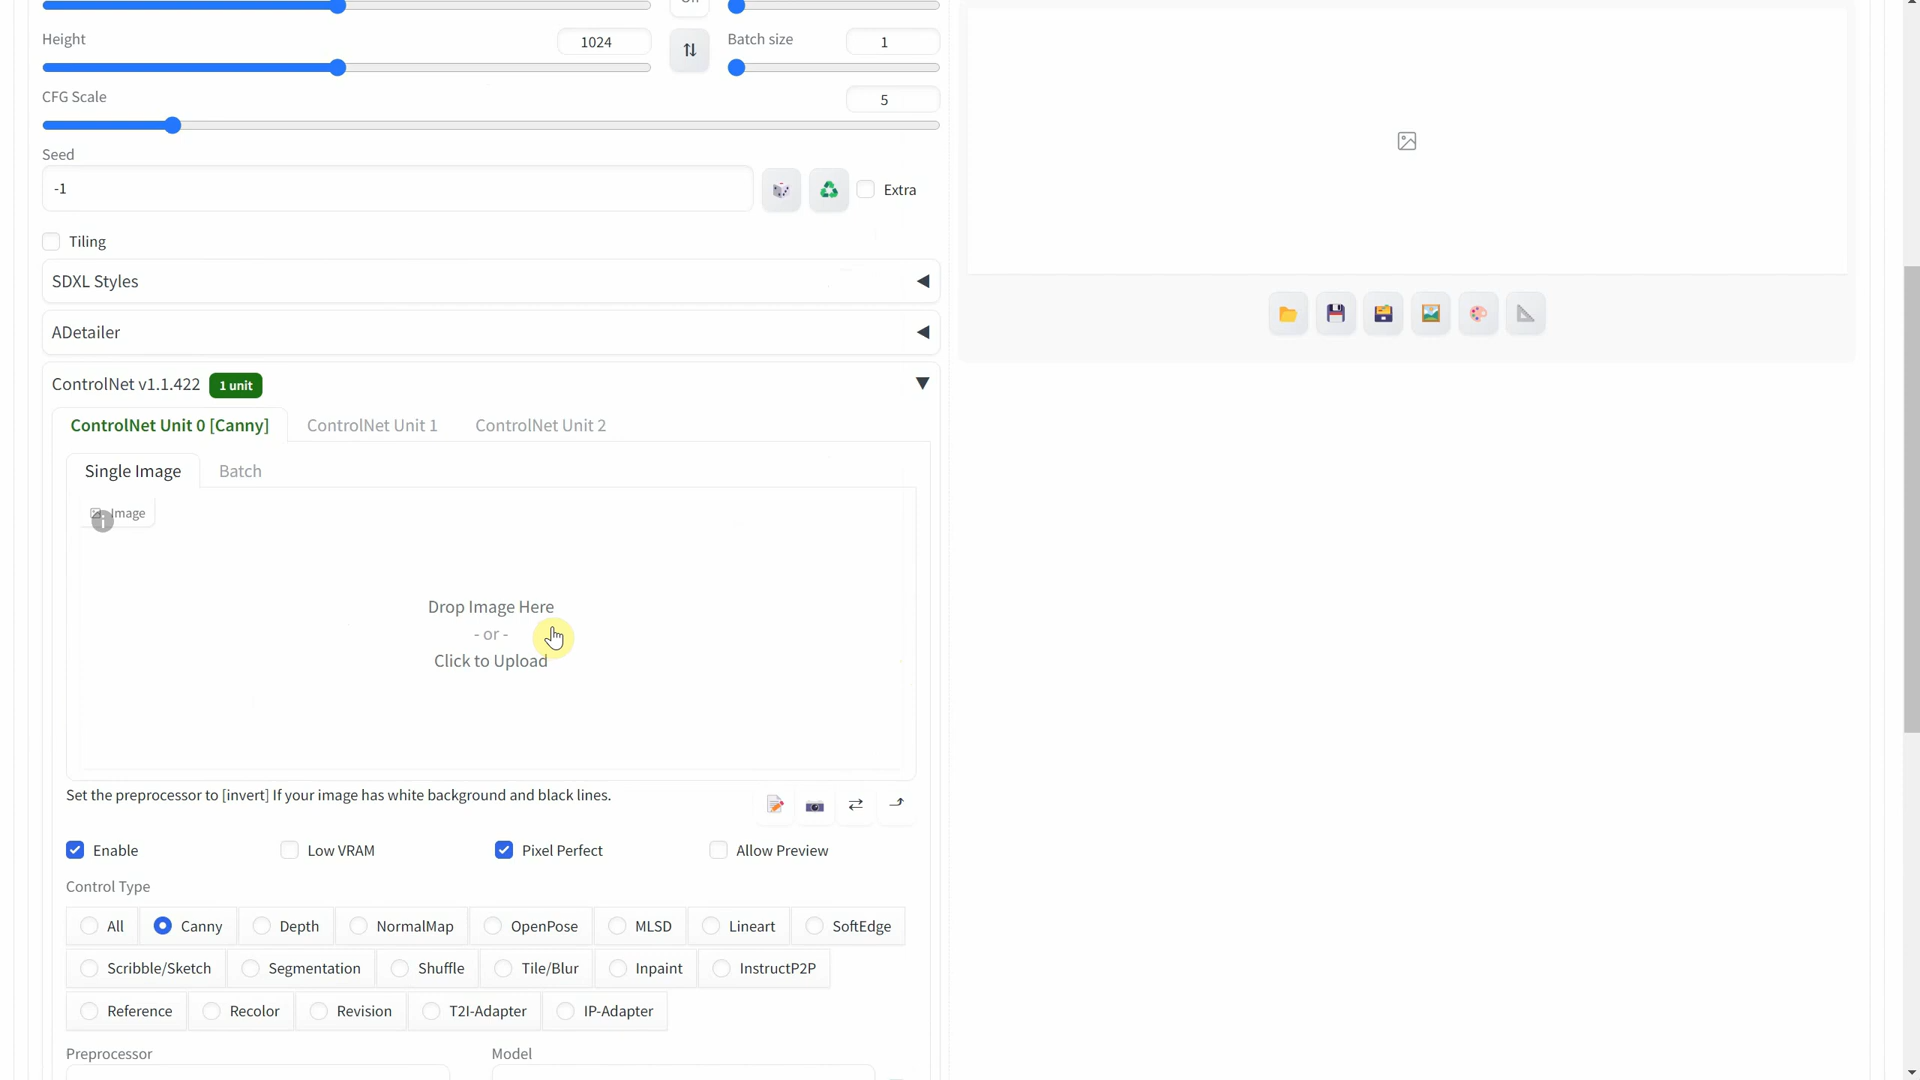 Height
1024
Batch size
1
CFG Scale
5
Seed
-1
Extra
Tiling
SDXL Styles
ADetailer
ControlNet v1.1.422
1 unit
ControlNet Unit 0 [Canny]
ControlNet Unit 1
ControlNet Unit 2
Single Image
Batch
Image
Drop Image Here
- or -
Click to Upload
Set the preprocessor to [invert] If your image has white background and black lines.
Enable
Low VRAM
Pixel Perfect
Allow Preview
Control Type
All
Canny
Depth
NormalMap
OpenPose
MLSD
Lineart
SoftEdge
Scribble/Sketch
Segmentation
Shuffle
Tile/Blur
Inpaint
InstructP2P
Reference
Recolor
Revision
T2I-Adapter
IP-Adapter
Preprocessor
Model